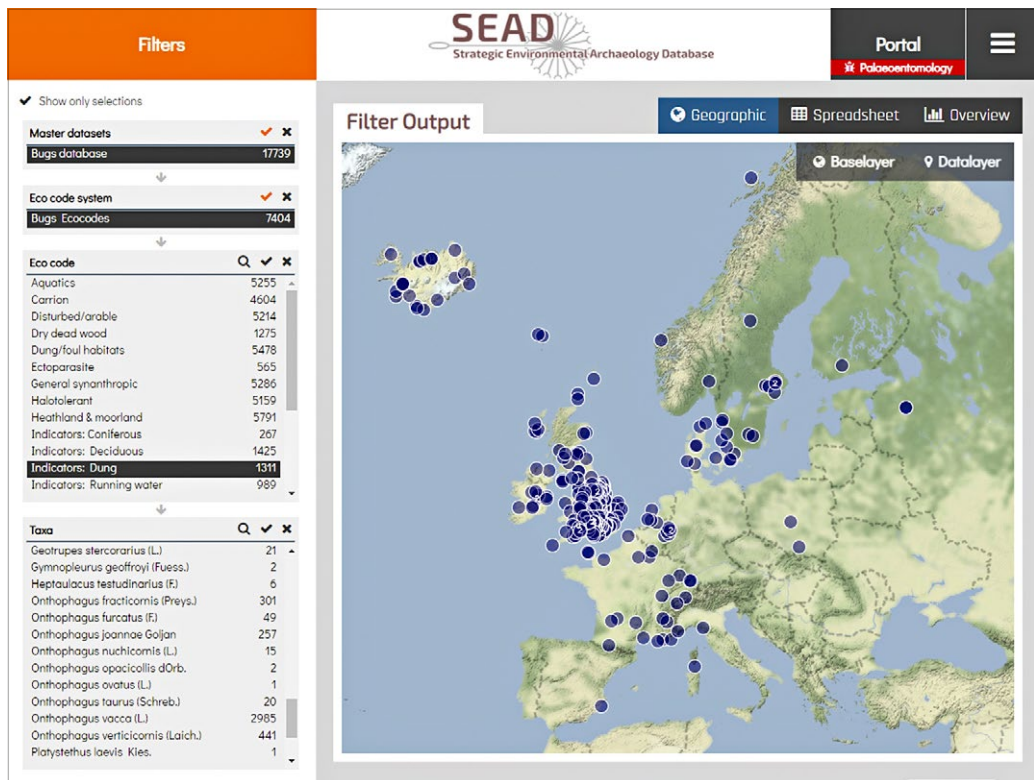 Filters
SEAD
Strategic Environmental Archaeology Database
Portal
Palaeoentomology
Show only selections
Master datasets
Bugs database 17739
Eco code system
Bugs Ecocodes 7404
Eco code
Aquatics 5255
Carrion 4604
Disturbed/arable 5214
Dry dead wood 1275
Dung/foul habitats 5478
Ectoparasite 565
General synanthropic 5286
Halotolerant 5159
Heathland & moorland 5791
Indicators: Coniferous 267
Indicators: Deciduous 1425
Indicators: Dung 1311
Indicators: Running water 989
Taxa
Geotrupes stercorarius (L.) 21
Gymnopleurus geoffroyi (Fuess.) 2
Heptaulacus testudinarius (F.) 6
Onthophagus fracticornis (Preys.) 301
Onthophagus furcatus (F.) 49
Onthophagus joannae Goljan 257
Onthophagus nuchicornis (L.) 15
Onthophagus opacicollis dOrb. 2
Onthophagus ovatus (L.) 1
Onthophagus taurus (Schreb.) 20
Onthophagus vacca (L.) 2985
Onthophagus verticicornis (Laich.) 441
Platystethus laevis Kies. 1
Filter Output
Geographic Spreadsheet Overview
Baselayer Datalayer
2